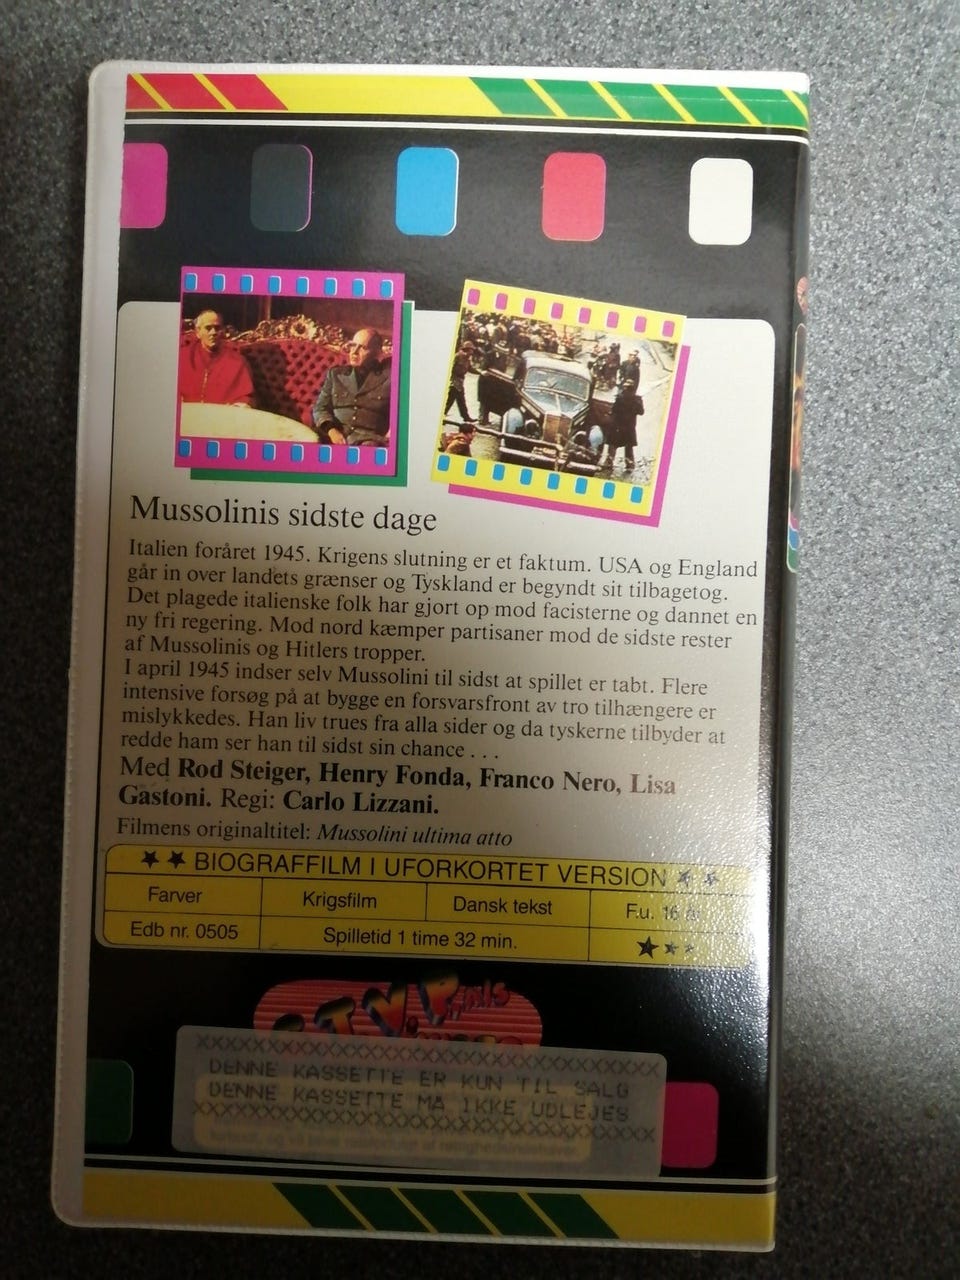 Mussolinis sidste dage
Italien foråret 1945. Krigens slutning er et faktum. USA og England
går in over landets grænser og Tyskland er begyndt sit tilbagetog.
Det plagede italienske folk har gjort op mod facisterne og dannet en
ny fri regering. Mod nord kæmper partisaner mod de sidste rester
af Mussolinis og Hitlers tropper.
I april 1945 indser selv Mussolini til sidst at spillet er tabt. Flere
intensive forsøg på at bygge en forsvarsfront av tro tilhængere er
mislykkedes. Han liv trues fra alla sider og da tyskerne tilbyder at
redde ham ser han til sidst sin chance . . .
Med Rod Steiger, Henry Fonda, Franco Nero, Lisa
Gastoni. Regi: Carlo Lizzani.
Filmens originaltitel: Mussolini ultima atto
★ ★ BIOGRAFFILM I UFORKORTET VERSION ★ ★
Farver Krigsfilm Dansk tekst F.u. 16 år
Edb nr. 0505 Spilletid 1 time 32 min. ★★★
XXXXXXXXXXXXXXXXXXXXXXXXXXXXXXXXXX
DENNE KASSETTE ER KUN TIL SALG
DENNE KASSETTE MA IKKE UDLEJES
XXXXXXXXXXXXXXXXXXXXXXXXXXXXXXXXXX